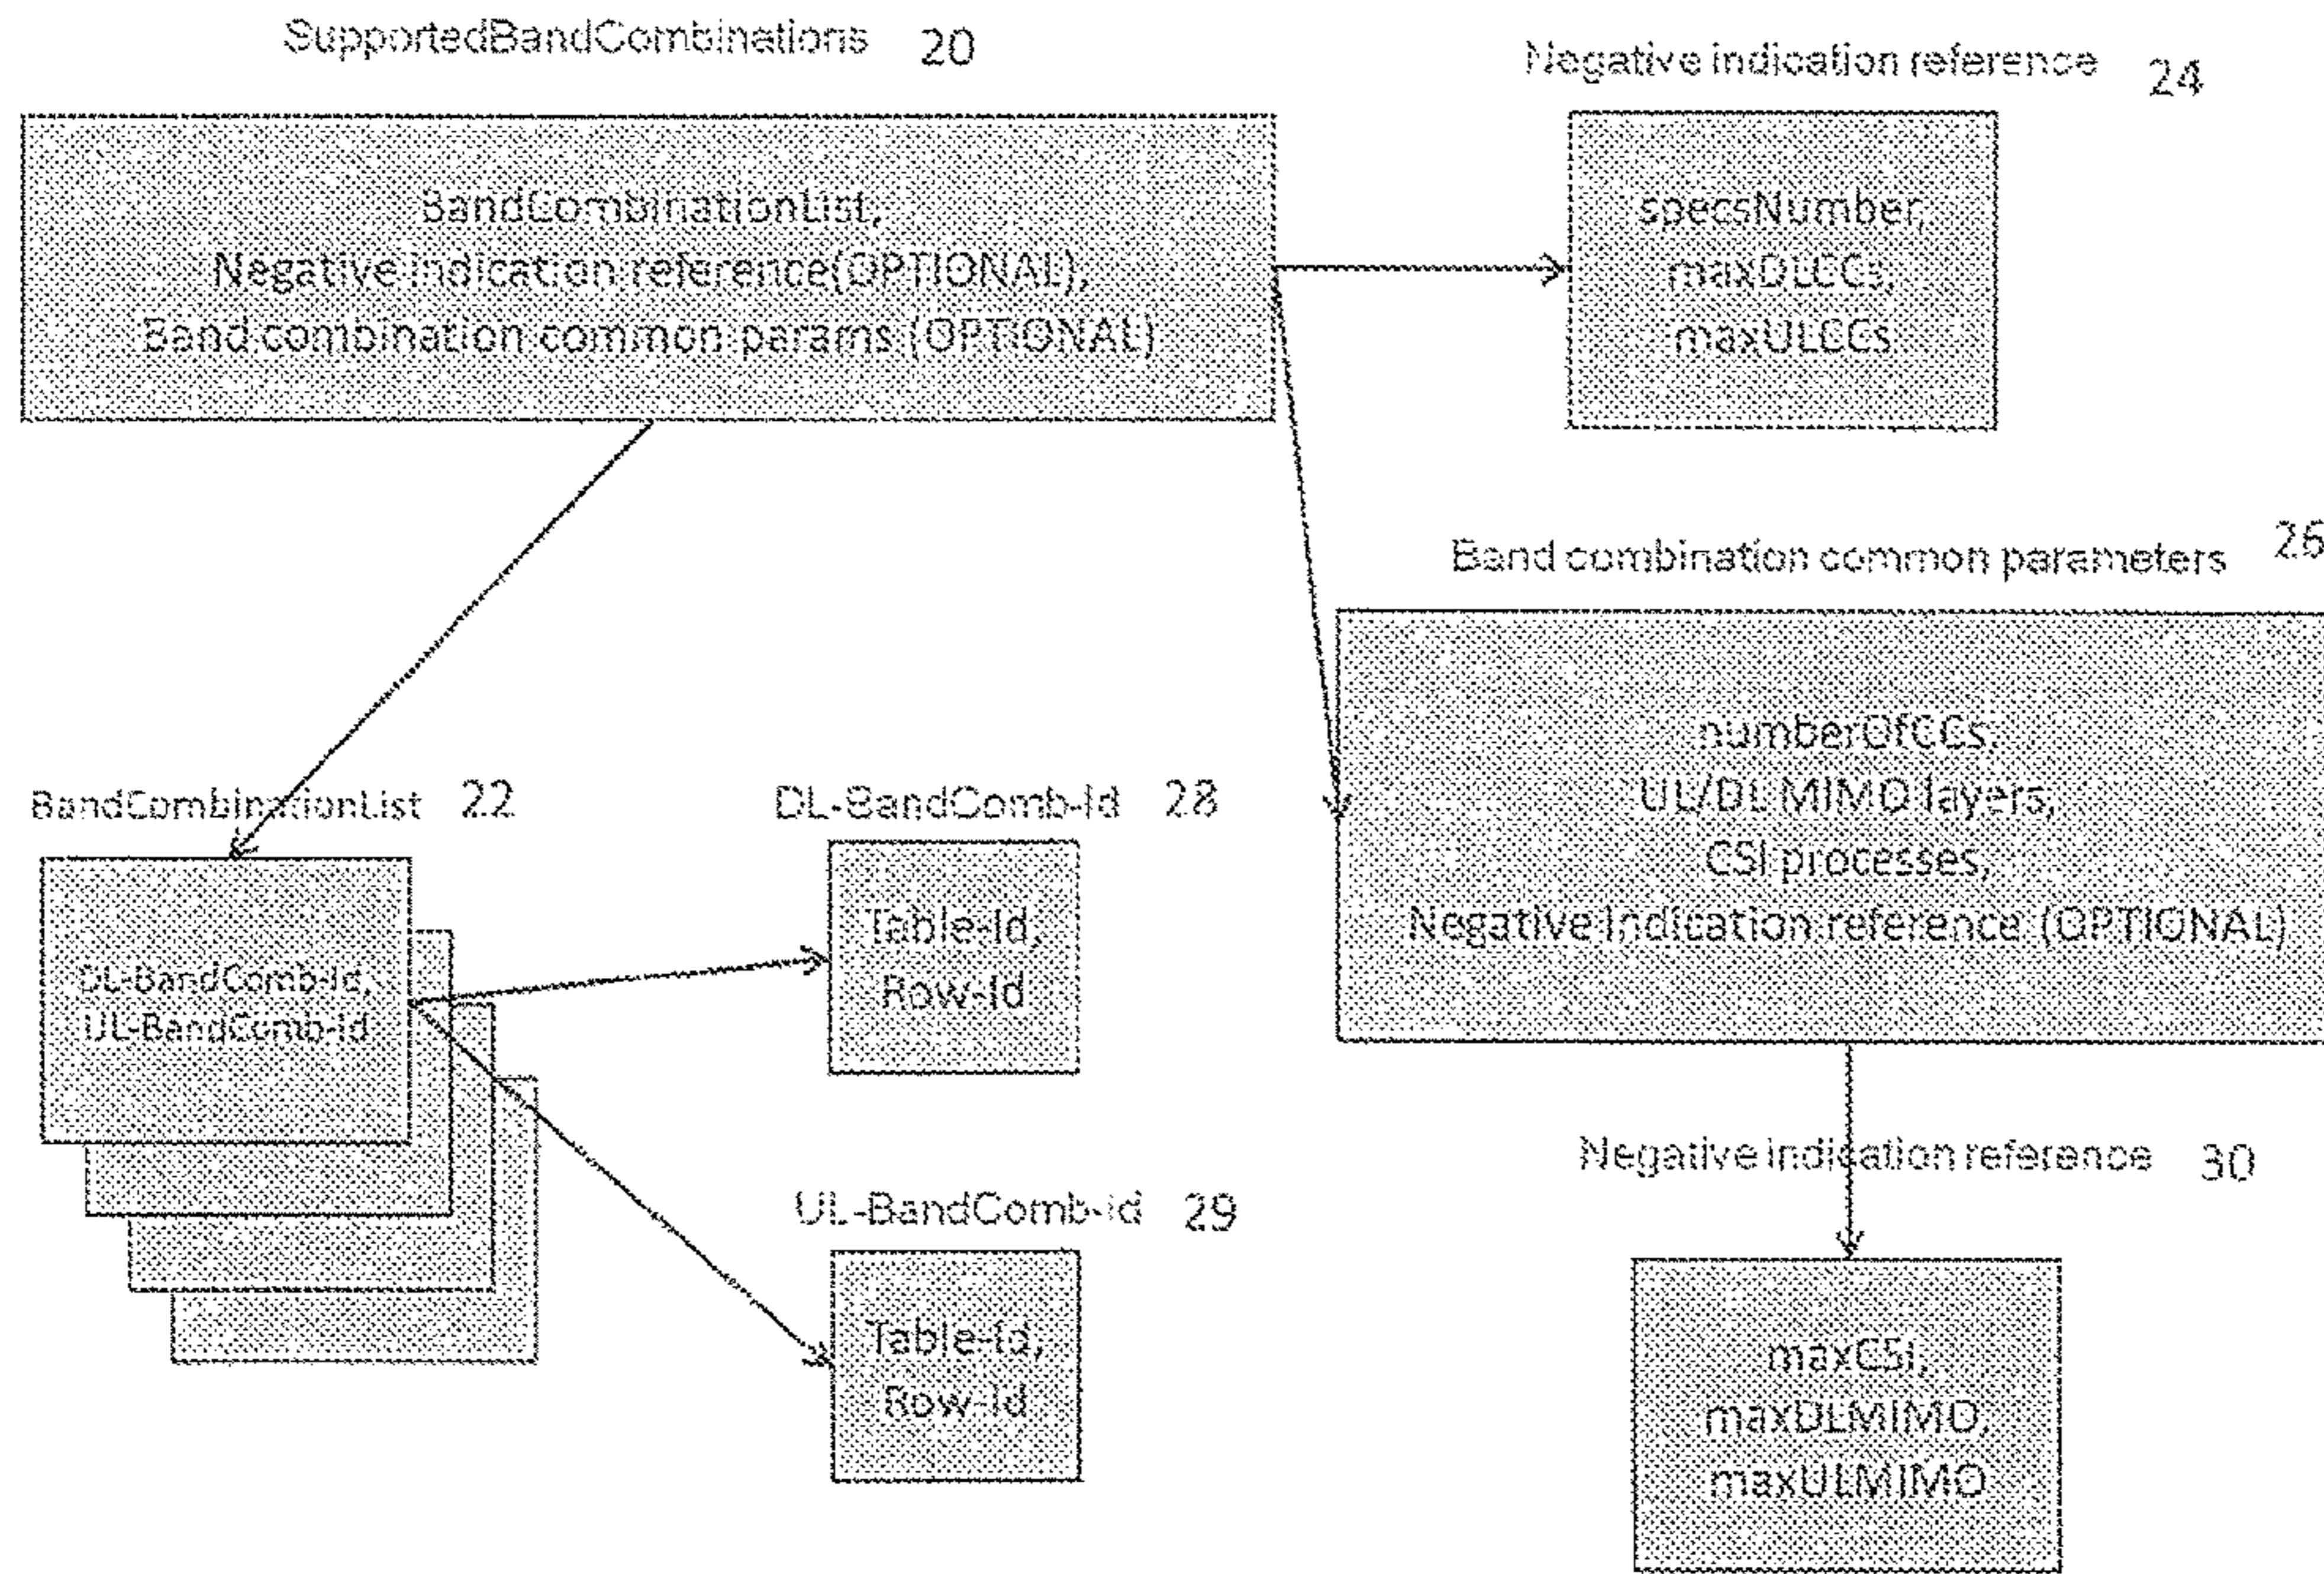 SupportedBandCombinations 20
BandCombinationList,
Negative indication reference(OPTIONAL),
Band combination common params (OPTIONAL)
Negative indication reference 24
specsNumber,
maxDLCCs,
maxULCCs
Band combination common parameters 26
numberOfCCs,
UL/DL MIMO layers,
CSI processes,
Negative indication reference (OPTIONAL)
BandCombinationList 22
DL-BandComb-Id,
UL-BandComb-Id
DL-BandComb-Id 28
Table-Id,
Row-Id
UL-BandComb-Id 29
Table-Id,
Row-Id
Negative indication reference 30
maxCSI,
maxDLMIMO,
maxULMIMO